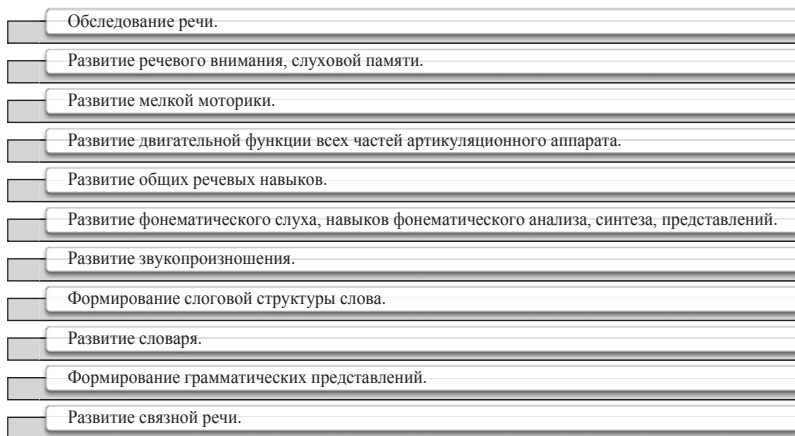 Обследование речи.
Развитие речевого внимания, слуховой памяти.
Развитие мелкой моторики.
Развитие двигательной функции всех частей артикуляционного аппарата.
Развитие общих речевых навыков.
Развитие фонематического слуха, навыков фонематического анализа, синтеза, представлений.
Развитие звукопроизношения.
Формирование слоговой структуры слова.
Развитие словаря.
Формирование грамматических представлений.
Развитие связной речи.